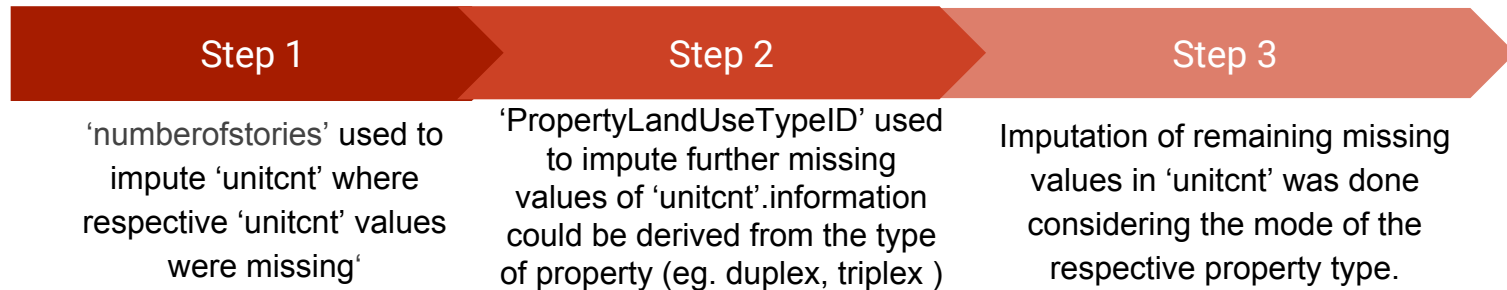 Step 1
Step 2
Step 3
‘numberofstories’ used to
impute ‘unitcnt’ where
respective ‘unitcnt’ values
were missing‘
‘PropertyLandUseTypeID’ used
to impute further missing
values of ‘unitcnt’.information
could be derived from the type
of property (eg. duplex, triplex )
Imputation of remaining missing
values in ‘unitcnt’ was done
considering the mode of the
respective property type.